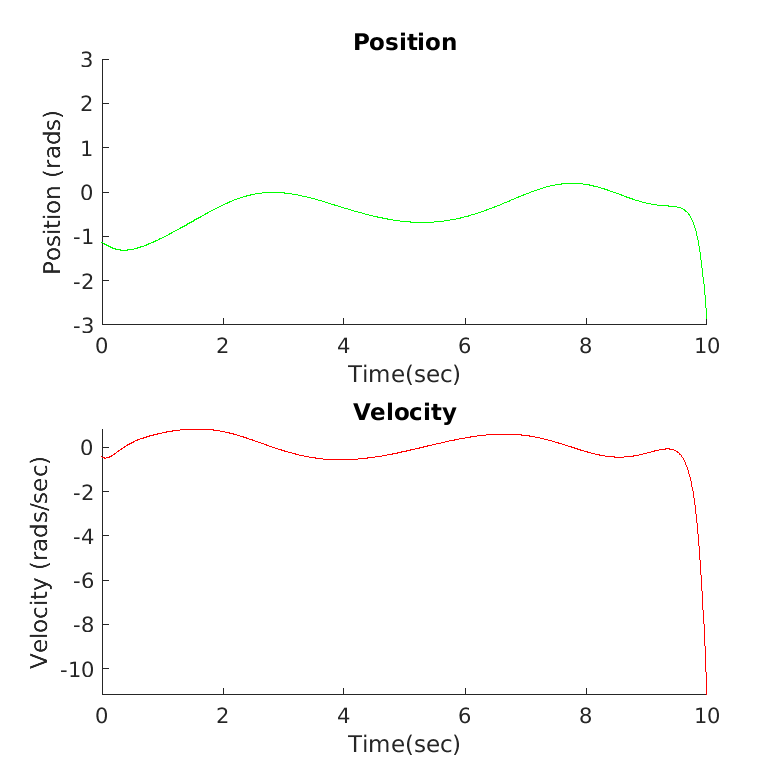 Position
3
2
1
0
-1
-2
-3
Position (rads)
0 2 4 6 8 10
Time(sec)
Velocity
0
-2
-4
-6
-8
-10
Velocity (rads/sec)
0 2 4 6 8 10
Time(sec)